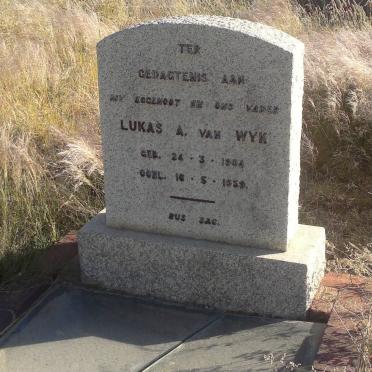 TER
GEDAGTENIS AAN
MY EGGENOOT EN ONS VADER
LUKAS A. VAN WYK
GEB. 24 - 3 - 1904
OORL. 16 - 5 - 1959.
RUS SAG.